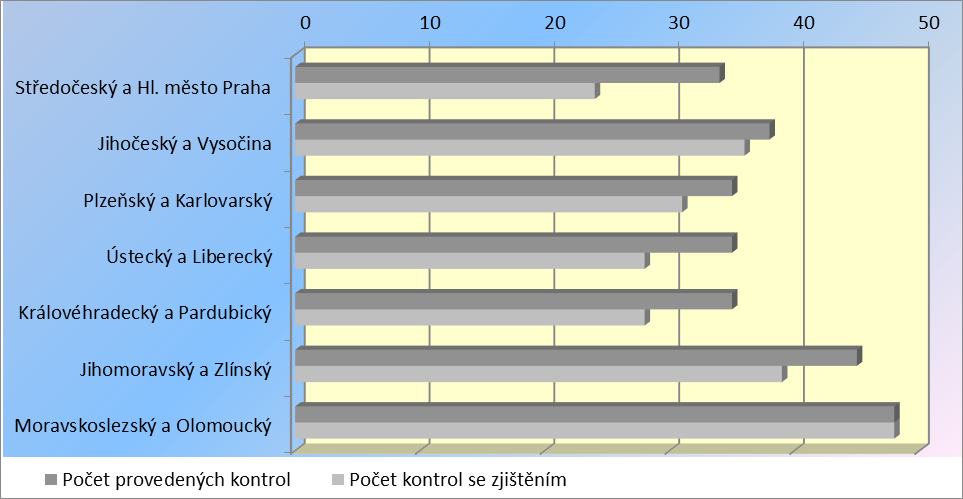 0 10 20 30 40 50
Středočeský a Hl. město Praha
Jihočeský a Vysočina
Plzeňský a Karlovarský
Ústecký a Liberecký
Královéhradecký a Pardubický
Jihomoravský a Zlínský
Moravskoslezský a Olomoucký
Počet provedených kontrol Počet kontrol se zjištěním